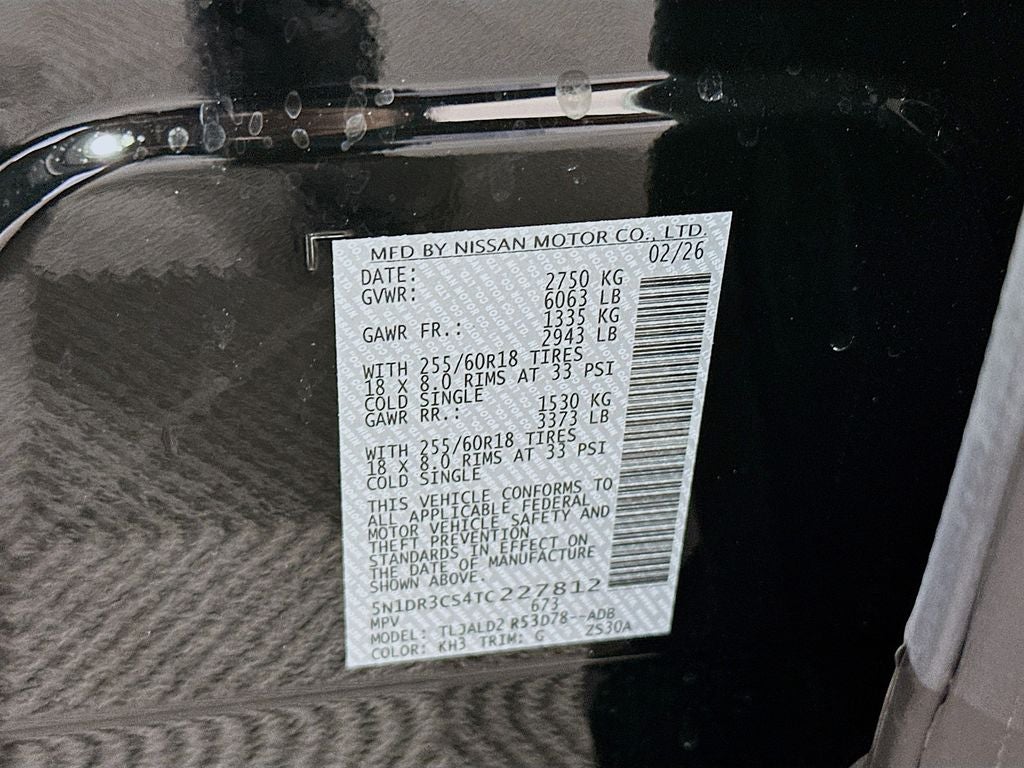 MFD BY NISSAN MOTOR CO., LTD.
DATE: 02/26
GVWR: 2750 KG
6063 LB
GAWR FR.: 1335 KG
2943 LB
WITH 255/60R18 TIRES
18 X 8.0 RIMS AT 33 PSI
COLD SINGLE
GAWR RR.: 1530 KG
3373 LB
WITH 255/60R18 TIRES
18 X 8.0 RIMS AT 33 PSI
COLD SINGLE
THIS VEHICLE CONFORMS TO
ALL APPLICABLE FEDERAL
MOTOR VEHICLE SAFETY AND
THEFT PREVENTION
STANDARDS IN EFFECT ON
THE DATE OF MANUFACTURE
SHOWN ABOVE.
5N1DR3CS4TC227812
MPV 673
MODEL: TLJALD2 R53D78--ADB
COLOR: KH3 TRIM: G ZS30A